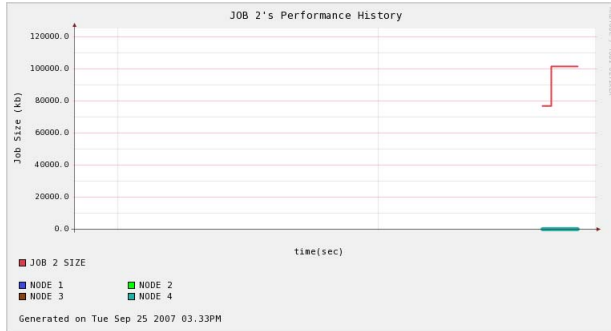 JOB 2's Performance History
120000.0
100000.0
80000.0
60000.0
40000.0
20000.0
0.0
Job Size (kb)
time(sec)
JOB 2 SIZE
NODE 1 NODE 2
NODE 3 NODE 4
Generated on Tue Sep 25 2007 03.33PM